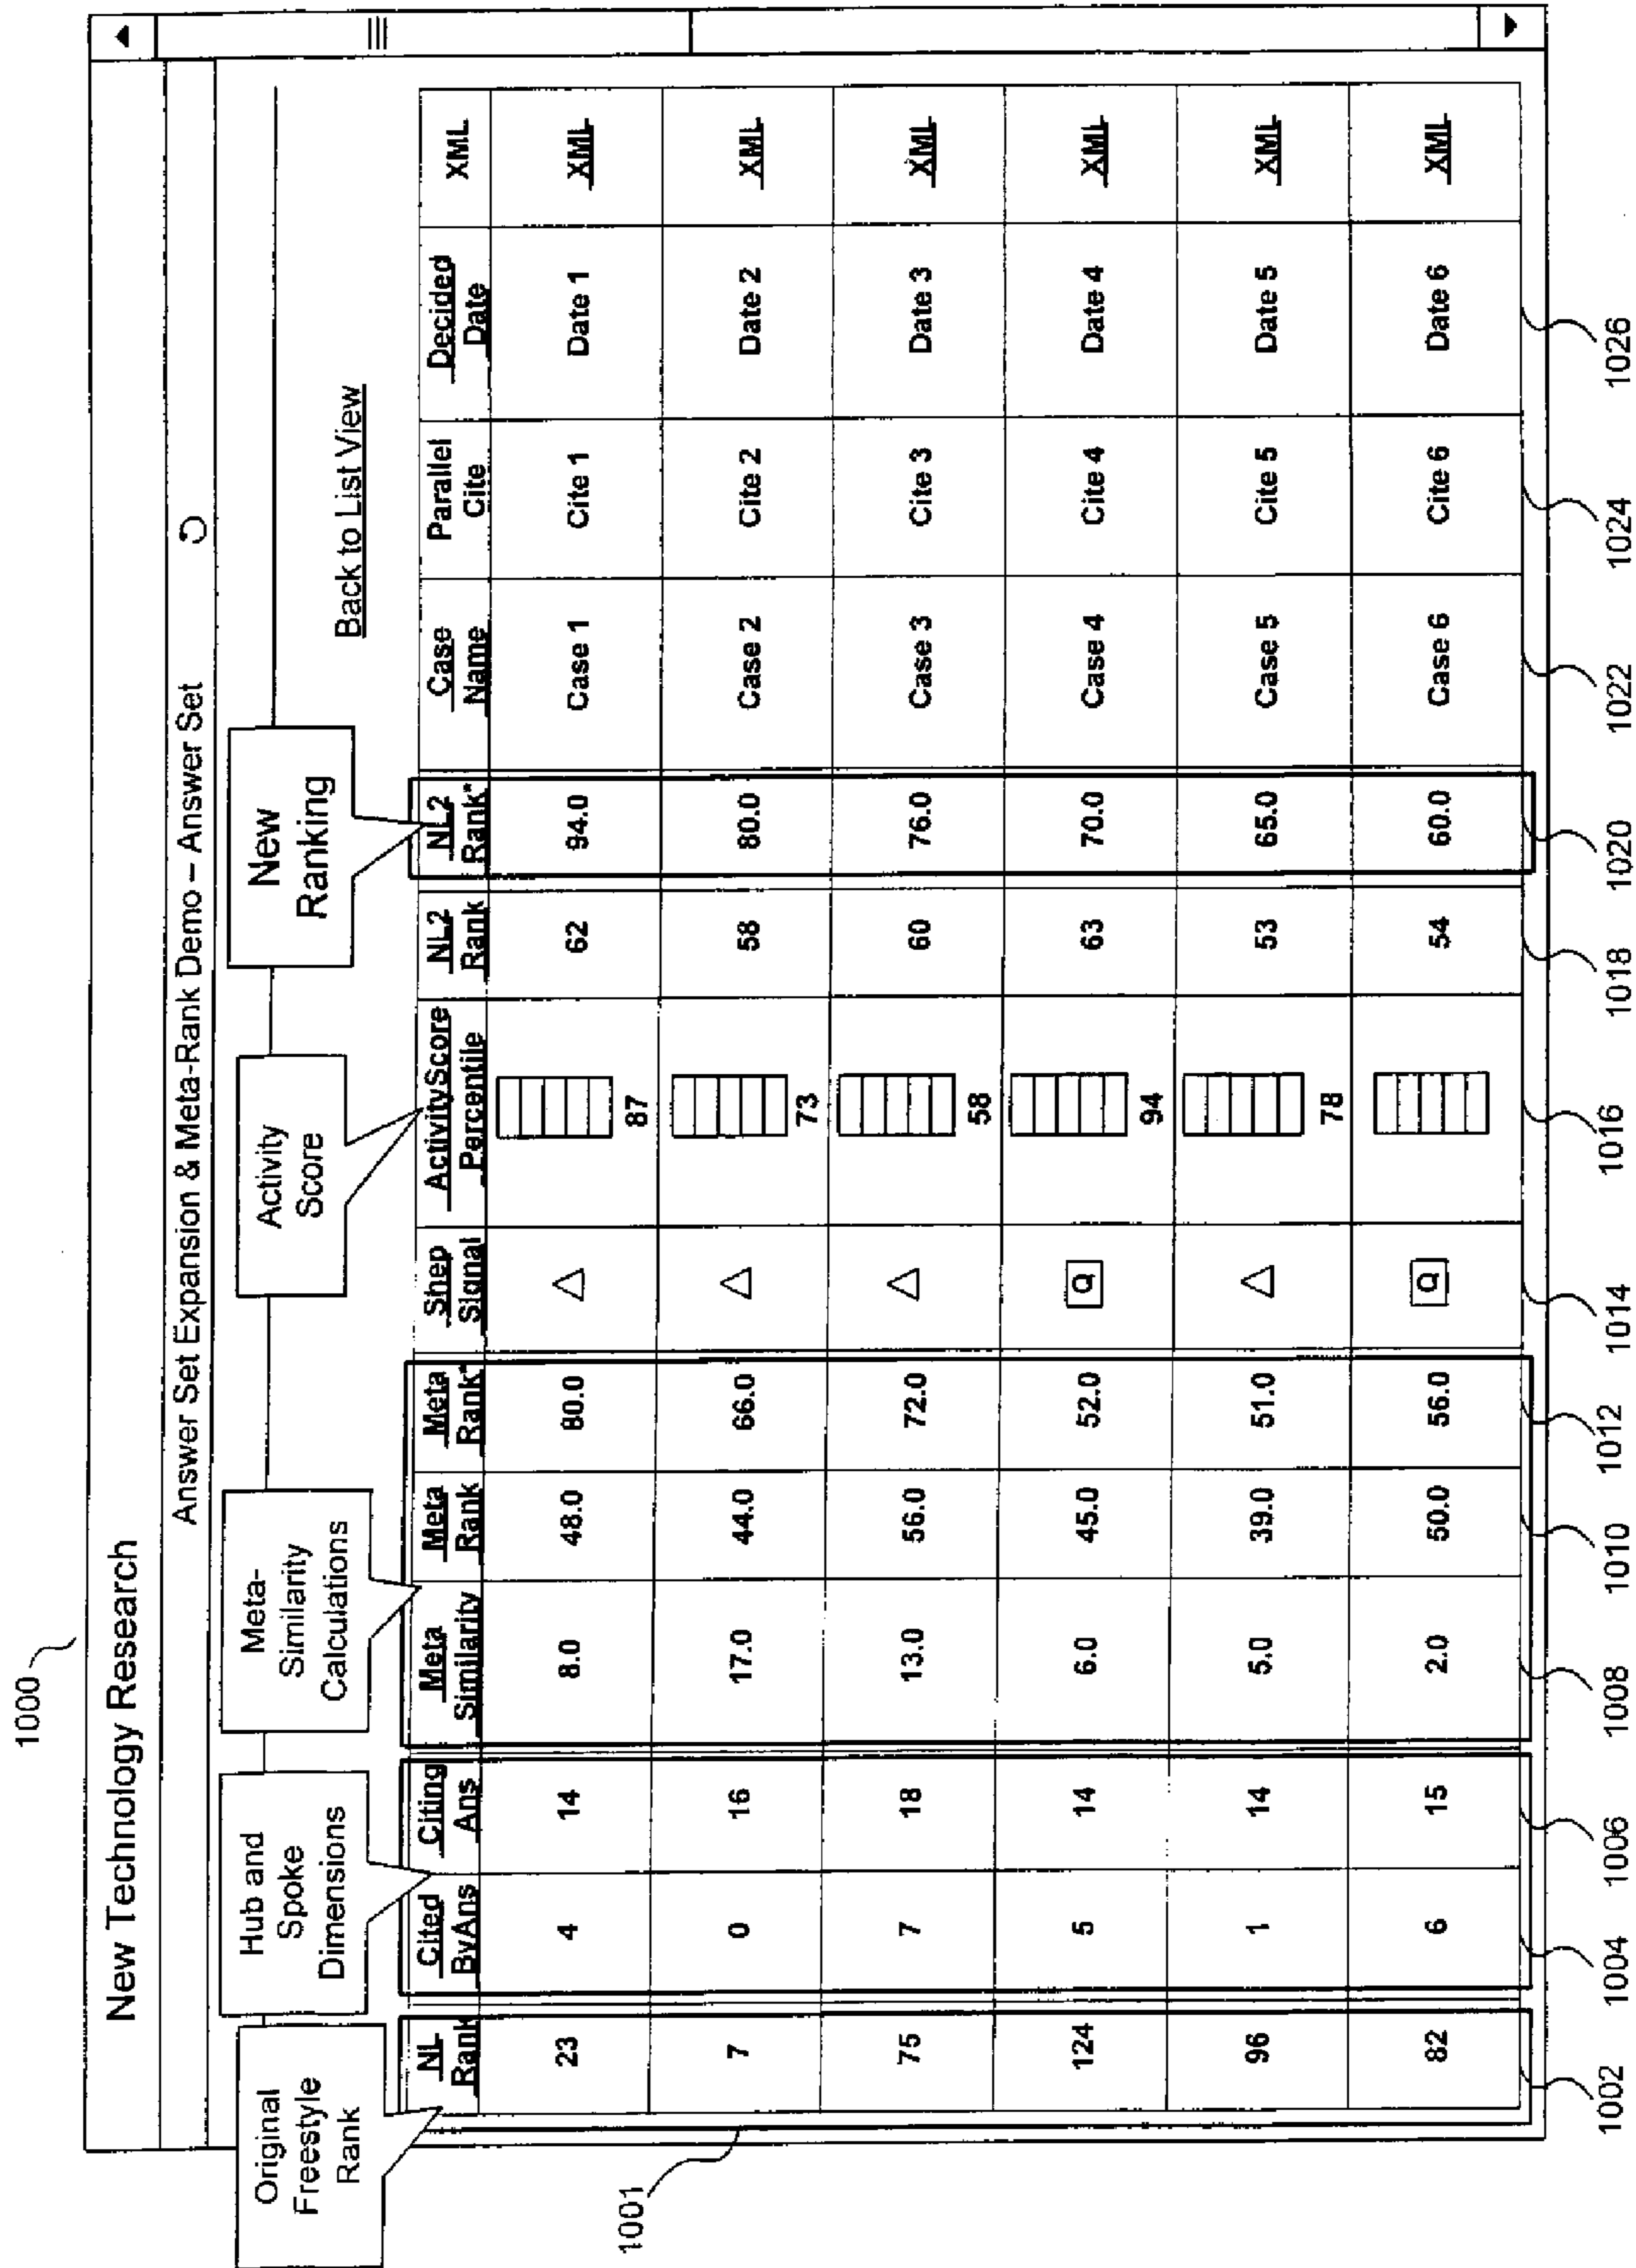 1000
New Technology Research
Answer Set Expansion & Meta-Rank Demo – Answer Set
Original
Freestyle
Rank
Hub and
Spoke
Dimensions
Meta-
Similarity
Calculations
Activity
Score
New
Ranking
Back to List View
NL Rank Cited ByAns Citing Ans Meta Similarity Meta Rank Meta Rank* Shep Signal ActivityScore Percentile NL2 Rank NL2 Rank* Case Name Parallel Cite Decided Date XML
23 4 14 8.0 48.0 80.0 87 62 94.0 Case 1 Cite 1 Date 1 XML
7 0 16 17.0 44.0 66.0 73 58 80.0 Case 2 Cite 2 Date 2 XML
75 7 18 13.0 56.0 72.0 58 60 76.0 Case 3 Cite 3 Date 3 XML
124 5 14 6.0 45.0 52.0 Q 94 63 70.0 Case 4 Cite 4 Date 4 XML
96 1 14 5.0 39.0 51.0 78 53 65.0 Case 5 Cite 5 Date 5 XML
82 6 15 2.0 50.0 56.0 Q 54 60.0 Case 6 Cite 6 Date 6 XML
1001
1002 1004 1006 1008 1010 1012 1014 1016 1018 1020 1022 1024 1026